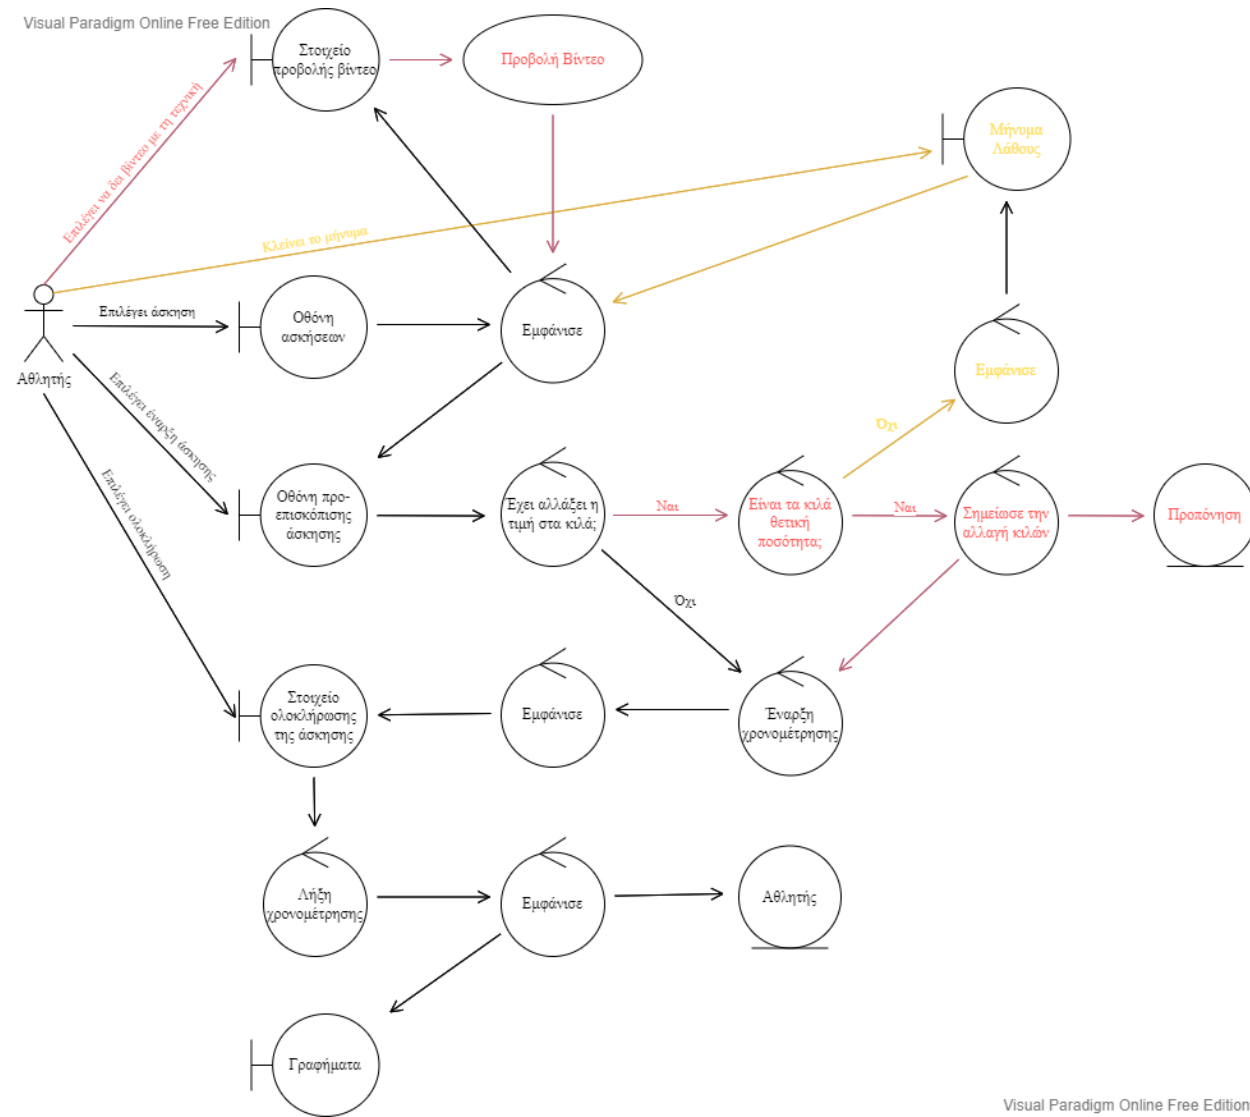 Visual Paradigm Online Free Edition
Στοιχείο
προβολής βίντεο
Προβολή Βίντεο
Μήνυμα
Λάθους
Επιλέγει να δει βίντεο με τη τεχνική
Κλείνει το μήνυμα
Αθλητής
Επιλέγει άσκηση
Οθόνη
ασκήσεων
Εμφάνισε
Εμφάνισε
Επιλέγει έναρξη άσκησης
Όχι
Επιλέγει ολοκλήρωση
Οθόνη προ-
επισκόπισης
άσκησης
Έχει αλλάξει η
τιμή στα κιλά;
Ναι
Είναι τα κιλά
θετική
ποσότητα;
Ναι
Σημείωσε την
αλλαγή κιλών
Προπόνηση
Όχι
Στοιχείο
ολοκλήρωσης
της άσκησης
Εμφάνισε
Έναρξη
χρονομέτρησης
Λήξη
χρονομέτρησης
Εμφάνισε
Αθλητής
Γραφήματα
Visual Paradigm Online Free Edition